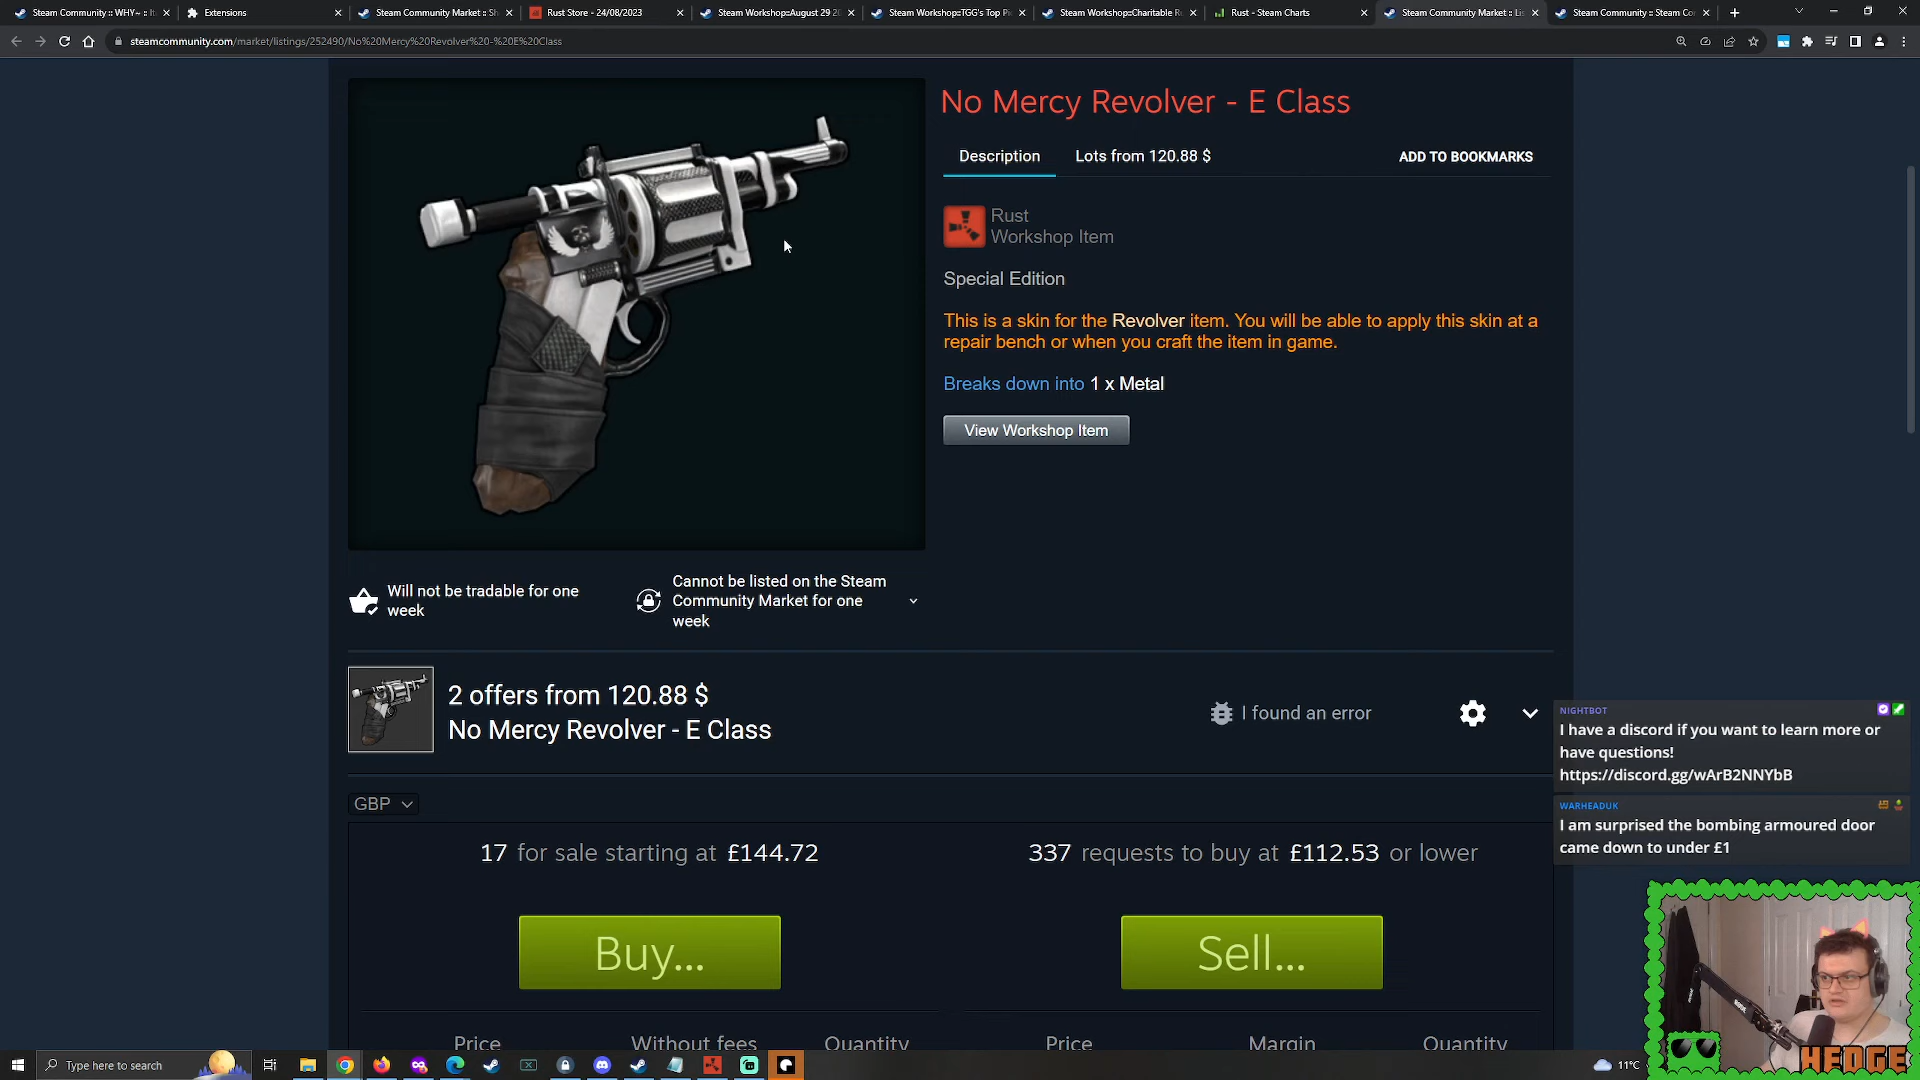 Steam Community :: WHY~ :: It
Extensions
Steam Community Market :: Sh
Rust Store - 24/08/2023
Steam Workshop::August 29 2
Steam Workshop::TGG's Top Pi
Steam Workshop::Charitable Ru
Rust - Steam Charts
Steam Community Market :: Li
Steam Community :: Steam Co
steamcommunity.com/market/listings/252490/No%20Mercy%20Revolver%20-%20E%20Class
No Mercy Revolver - E Class
Description
Lots from 120.88 $
ADD TO BOOKMARKS
Rust
Workshop Item
Special Edition
This is a skin for the Revolver item. You will be able to apply this skin at a
repair bench or when you craft the item in game.
Breaks down into 1 x Metal
View Workshop Item
Will not be tradable for one
week
Cannot be listed on the Steam
Community Market for one
week
2 offers from 120.88 $
No Mercy Revolver - E Class
I found an error
GBP
17 for sale starting at £144.72
337 requests to buy at £112.53 or lower
Buy...
Sell...
Price
Without fees
Quantity
Price
Margin
Quantity
NIGHTBOT
I have a discord if you want to learn more or
have questions!
https://discord.gg/wArB2NNYbB
WARHEADUK
I am surprised the bombing armoured door
came down to under £1
HEDGE
Type here to search
11°C